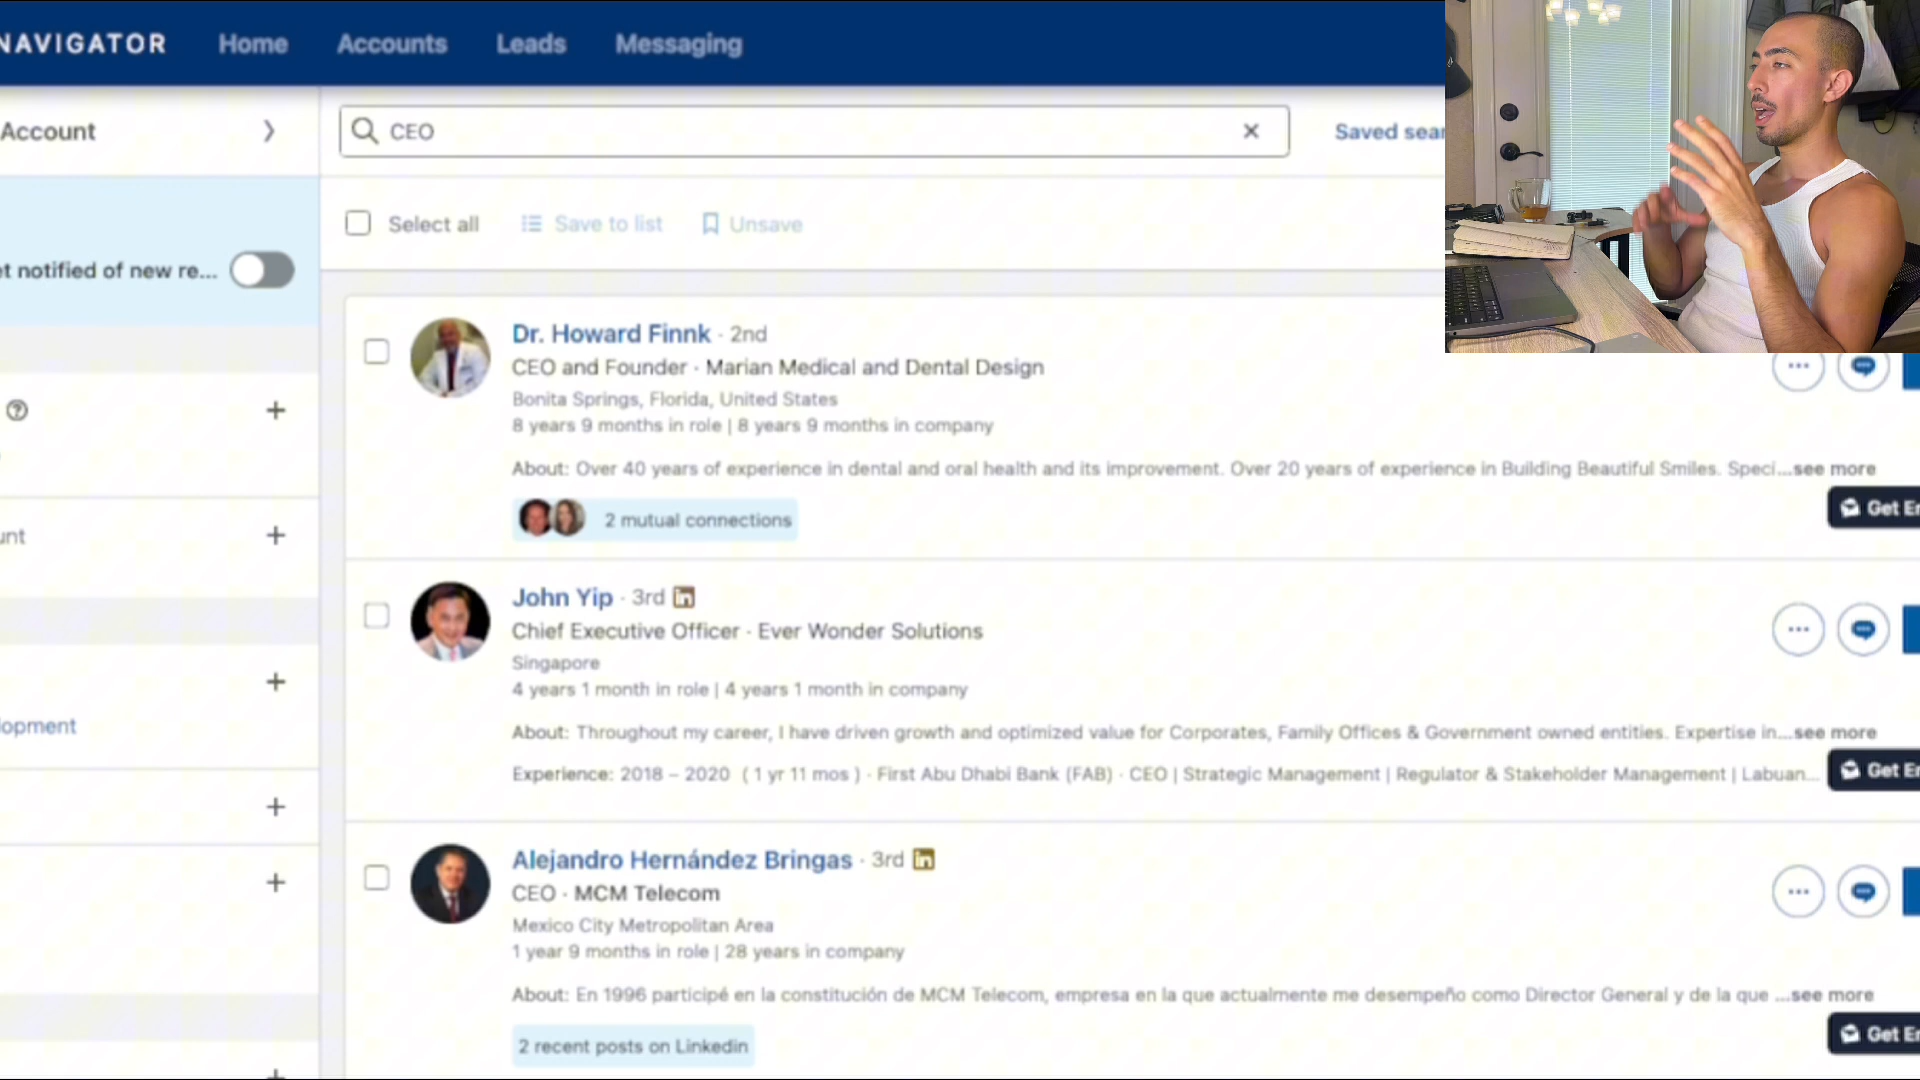 NAVIGATOR Home Accounts Leads Messaging
Account
CEO
Saved sear
Select all Save to list Unsave
et notified of new re...
Dr. Howard Finnk · 2nd
CEO and Founder · Marian Medical and Dental Design
Bonita Springs, Florida, United States
8 years 9 months in role | 8 years 9 months in company
About: Over 40 years of experience in dental and oral health and its improvement. Over 20 years of experience in Building Beautiful Smiles. Speci...see more
2 mutual connections
Get E
unt
John Yip · 3rd in
Chief Executive Officer · Ever Wonder Solutions
Singapore
4 years 1 month in role | 4 years 1 month in company
About: Throughout my career, I have driven growth and optimized value for Corporates, Family Offices & Government owned entities. Expertise in...see more
Experience: 2018 – 2020 ( 1 yr 11 mos ) · First Abu Dhabi Bank (FAB) · CEO | Strategic Management | Regulator & Stakeholder Management | Labuan...
Get E
lopment
Alejandro Hernández Bringas · 3rd in
CEO · MCM Telecom
Mexico City Metropolitan Area
1 year 9 months in role | 28 years in company
About: En 1996 participé en la constitución de MCM Telecom, empresa en la que actualmente me desempeño como Director General y de la que ...see more
2 recent posts on Linkedin
Get E